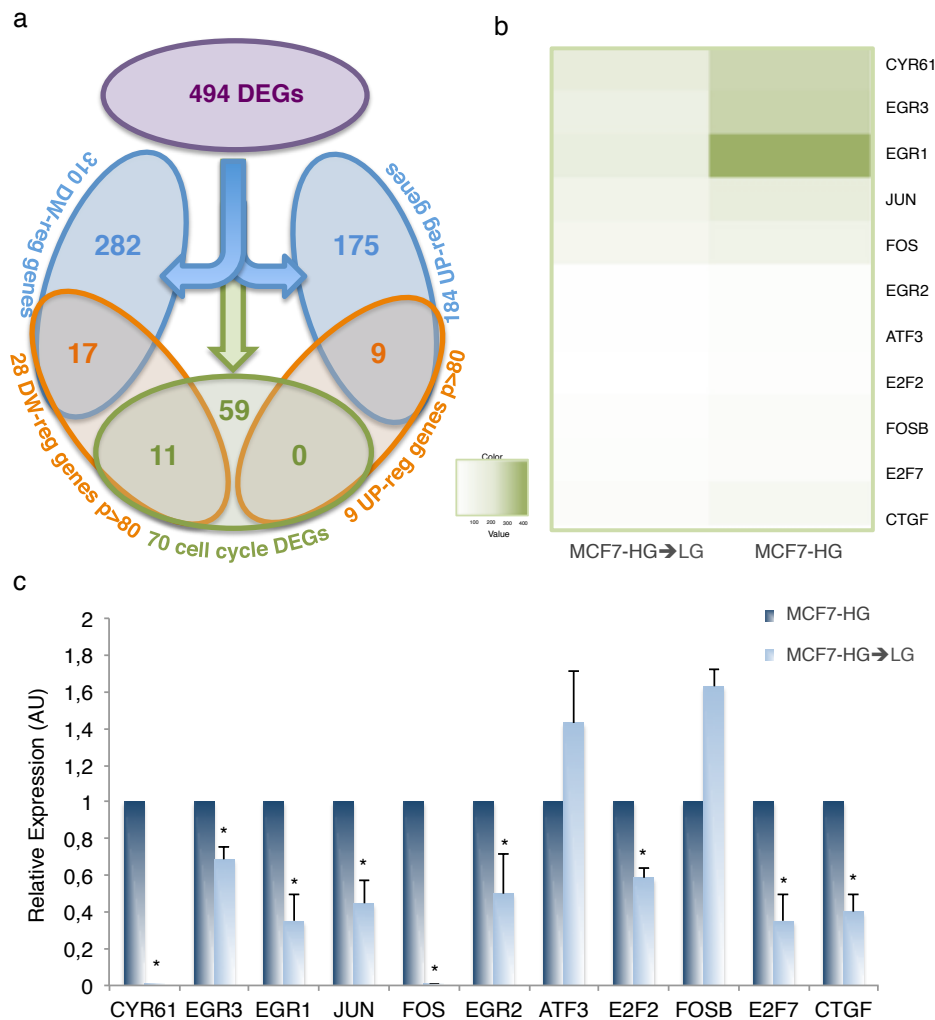 a
494 DEGs
310 DW-reg genes
184 UP-reg genes
282
175
17
9
28 DW-reg genes p>80
9 UP-reg genes p>80
59
11
0
70 cell cycle DEGs
b
CYR61
EGR3
EGR1
JUN
FOS
EGR2
ATF3
E2F2
FOSB
E2F7
CTGF
Color
100 200 300 400
Value
MCF7-HG➔LG
MCF7-HG
c
MCF7-HG
MCF7-HG➔LG
Relative Expression (AU)
2
1,8
1,6
1,4
1,2
1
0,8
0,6
0,4
0,2
0
* * * * * * * * *
CYR61 EGR3 EGR1 JUN FOS EGR2 ATF3 E2F2 FOSB E2F7 CTGF